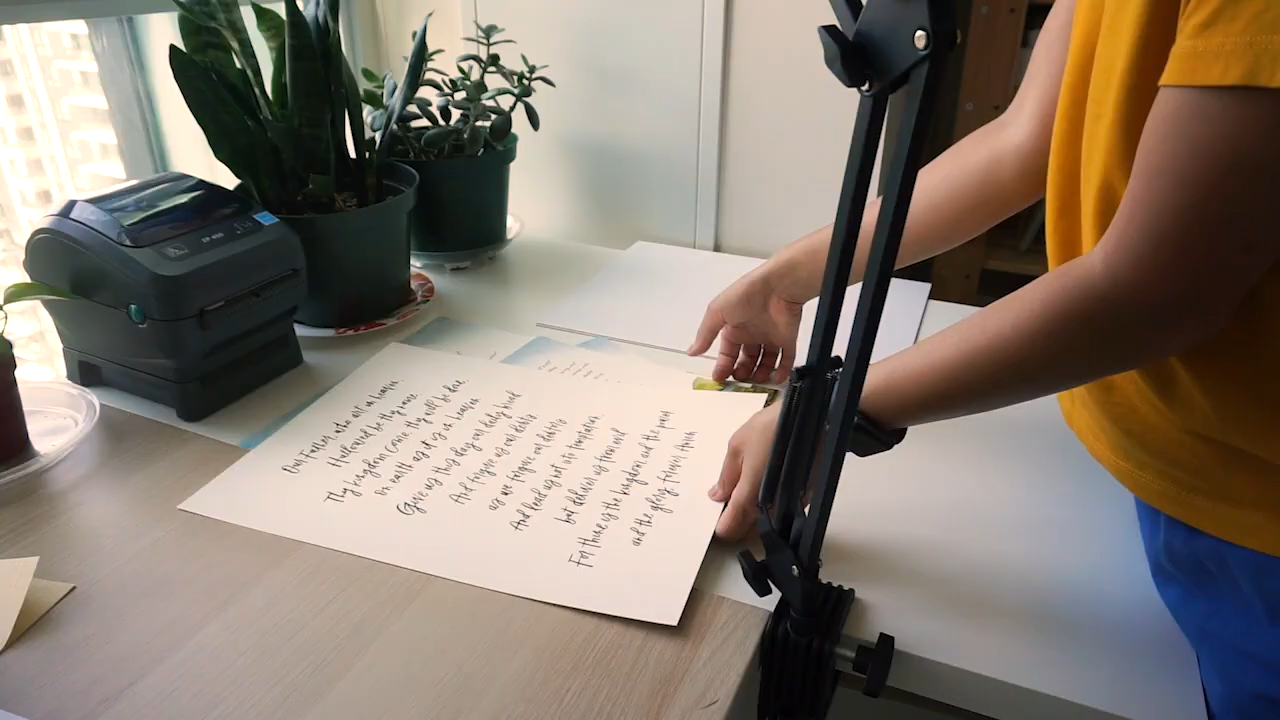 Our Father, who art in heaven
Hallowed be thy name.
Thy kingdom come, thy will be done
on earth as it is in heaven
Give us this day our daily bread
And forgive us our debts
as we forgive our debtors
And lead us not into temptation
but deliver us from evil
For thine is the kingdom and the power
and the glory forever. Amen
ZP 450